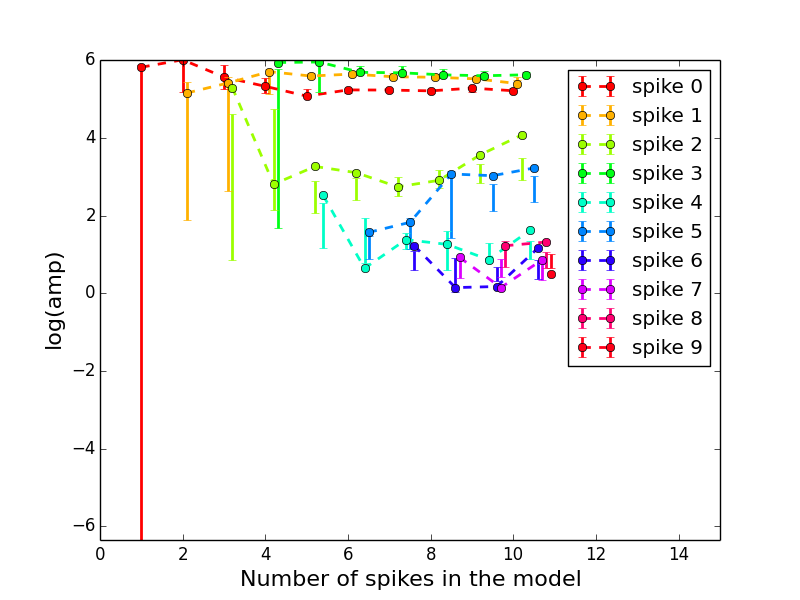 6
4
2
0
−2
−4
−6
0 2 4 6 8 10 12 14
log(amp)
Number of spikes in the model
spike 0
spike 1
spike 2
spike 3
spike 4
spike 5
spike 6
spike 7
spike 8
spike 9